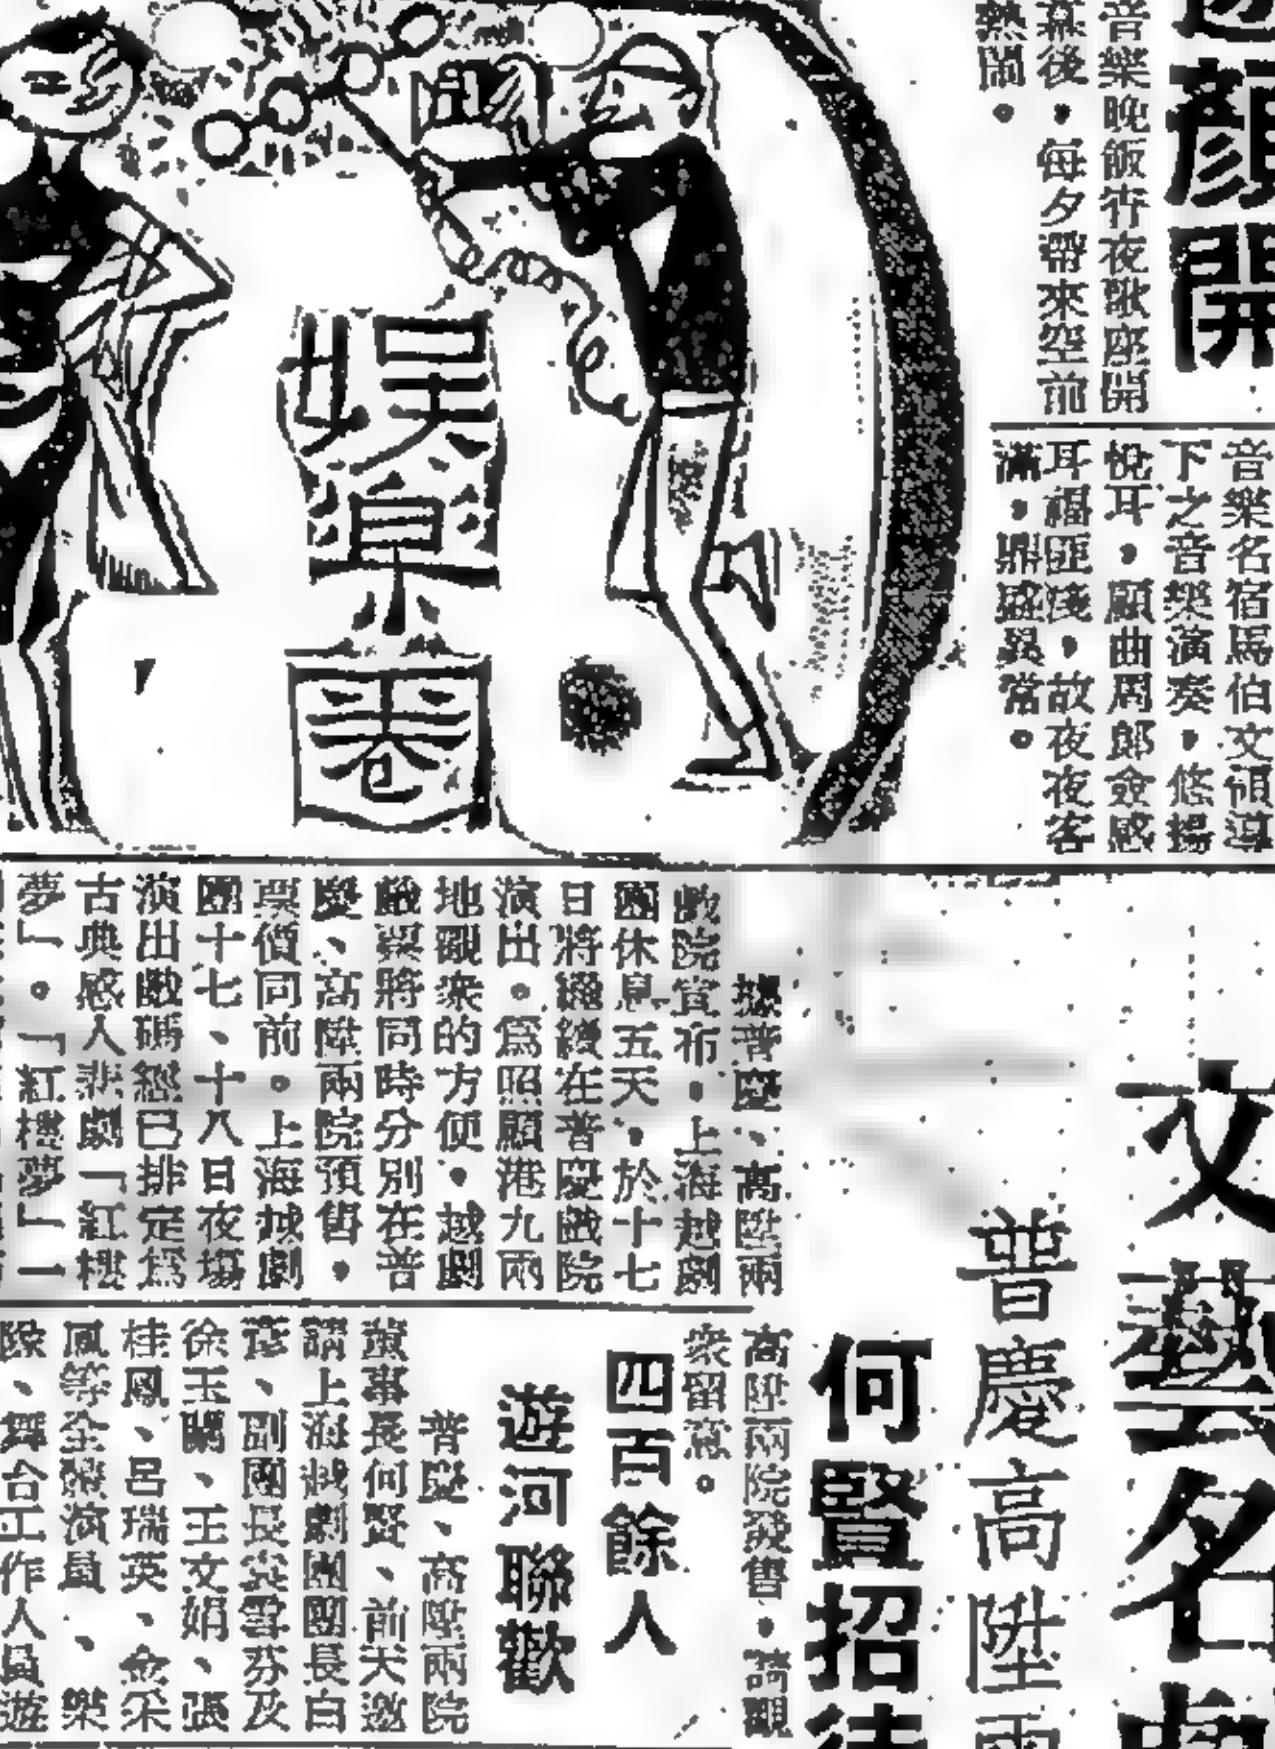 顏開
音樂晚飯宵夜歌座開
幕後，每夕帶來空前
熱鬧。
音樂名宿馬伯文領導
下之音樂演奏，悠揚
悅耳，顧曲周郎僉感
耳福匪淺，故夜夜客
滿，鼎盛異常。
娛樂圈
文藝名
普慶高陞兩
何賢招待
據普慶、高陞兩
戲院宣布，上海越劇
團休息五天，於十七
日將繼續在普慶戲院
演出。為照顧港九兩
地觀衆的方便，越劇
戲票將同時分別在普
慶、高陞兩院預售，
票價同前。上海越劇
團十七、十八日夜場
演出戲碼經已排定為
古典感人悲劇「紅樓
夢」。「紅樓夢」一
高陞兩院發售，請觀
衆留意。
四百餘人
遊河聯歡
普慶、高陞兩院
董事長何賢、前天邀
請上海越劇團團長白
彥、副團長袁雪芬及
徐玉蘭、王文娟、張
桂鳳、呂瑞英、金采
鳳等全體演員、樂
隊、舞台工作人員遊